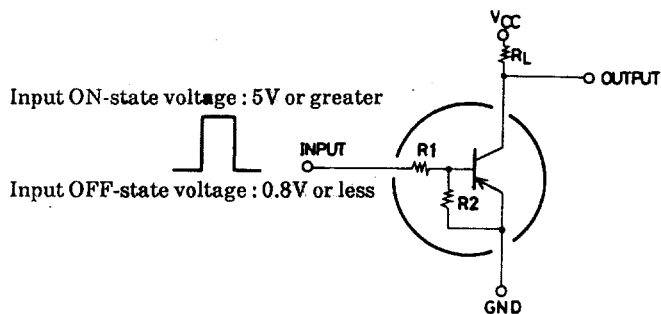 VCC
RL
OUTPUT
Input ON-state voltage : 5V or greater
INPUT
R1
Input OFF-state voltage : 0.8V or less
R2
GND